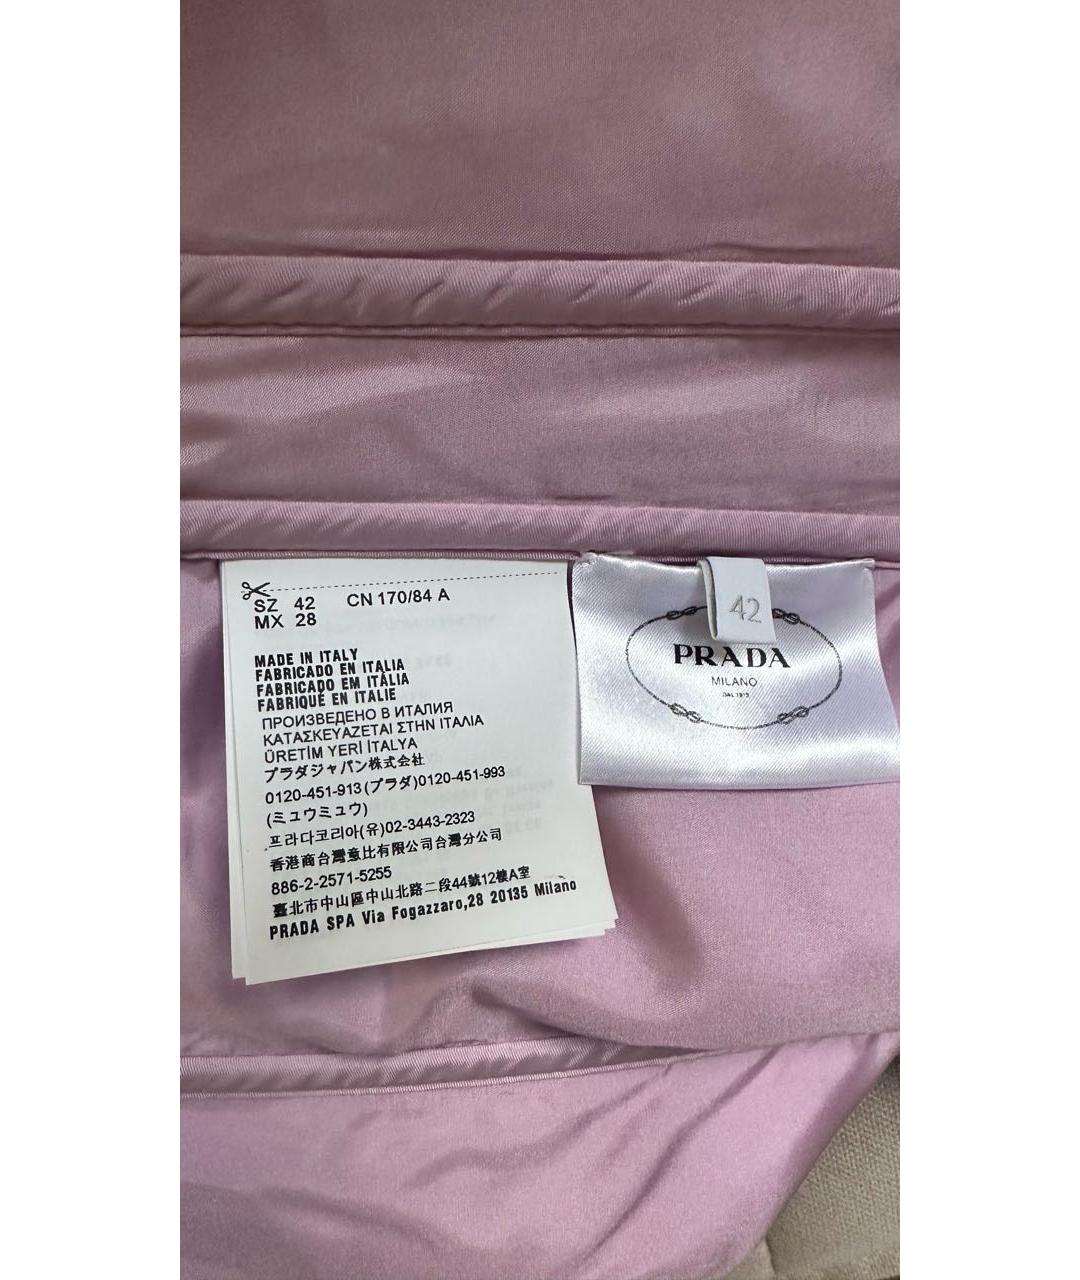 SZ 42 CN 170/84 A
MX 28
MADE IN ITALY
FABRICADO EN ITALIA
FABRICADO EM ITÁLIA
FABRIQUÉ EN ITALIE
ПРОИЗВЕДЕНО В ИТАЛИЯ
ΚΑΤΑΣΚΕΥΑΖΕΤΑΙ ΣΤΗΝ ΙΤΑΛΙΑ
ÜRETİM YERİ İTALYA
プラダジャパン株式会社
0120-451-913(プラダ)0120-451-993
(ミュウミュウ)
프라다코리아(유)02-3443-2323
香港商台灣意比有限公司台灣分公司
886-2-2571-5255
臺北市中山區中山北路二段44號12樓A室
PRADA SPA Via Fogazzaro,28 20135 Milano
42
PRADA
MILANO
DAL 1913